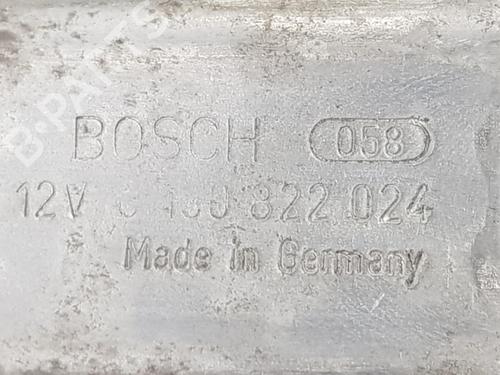 BOSCH 058
12V 822 024
Made in Germany
B-PARTS